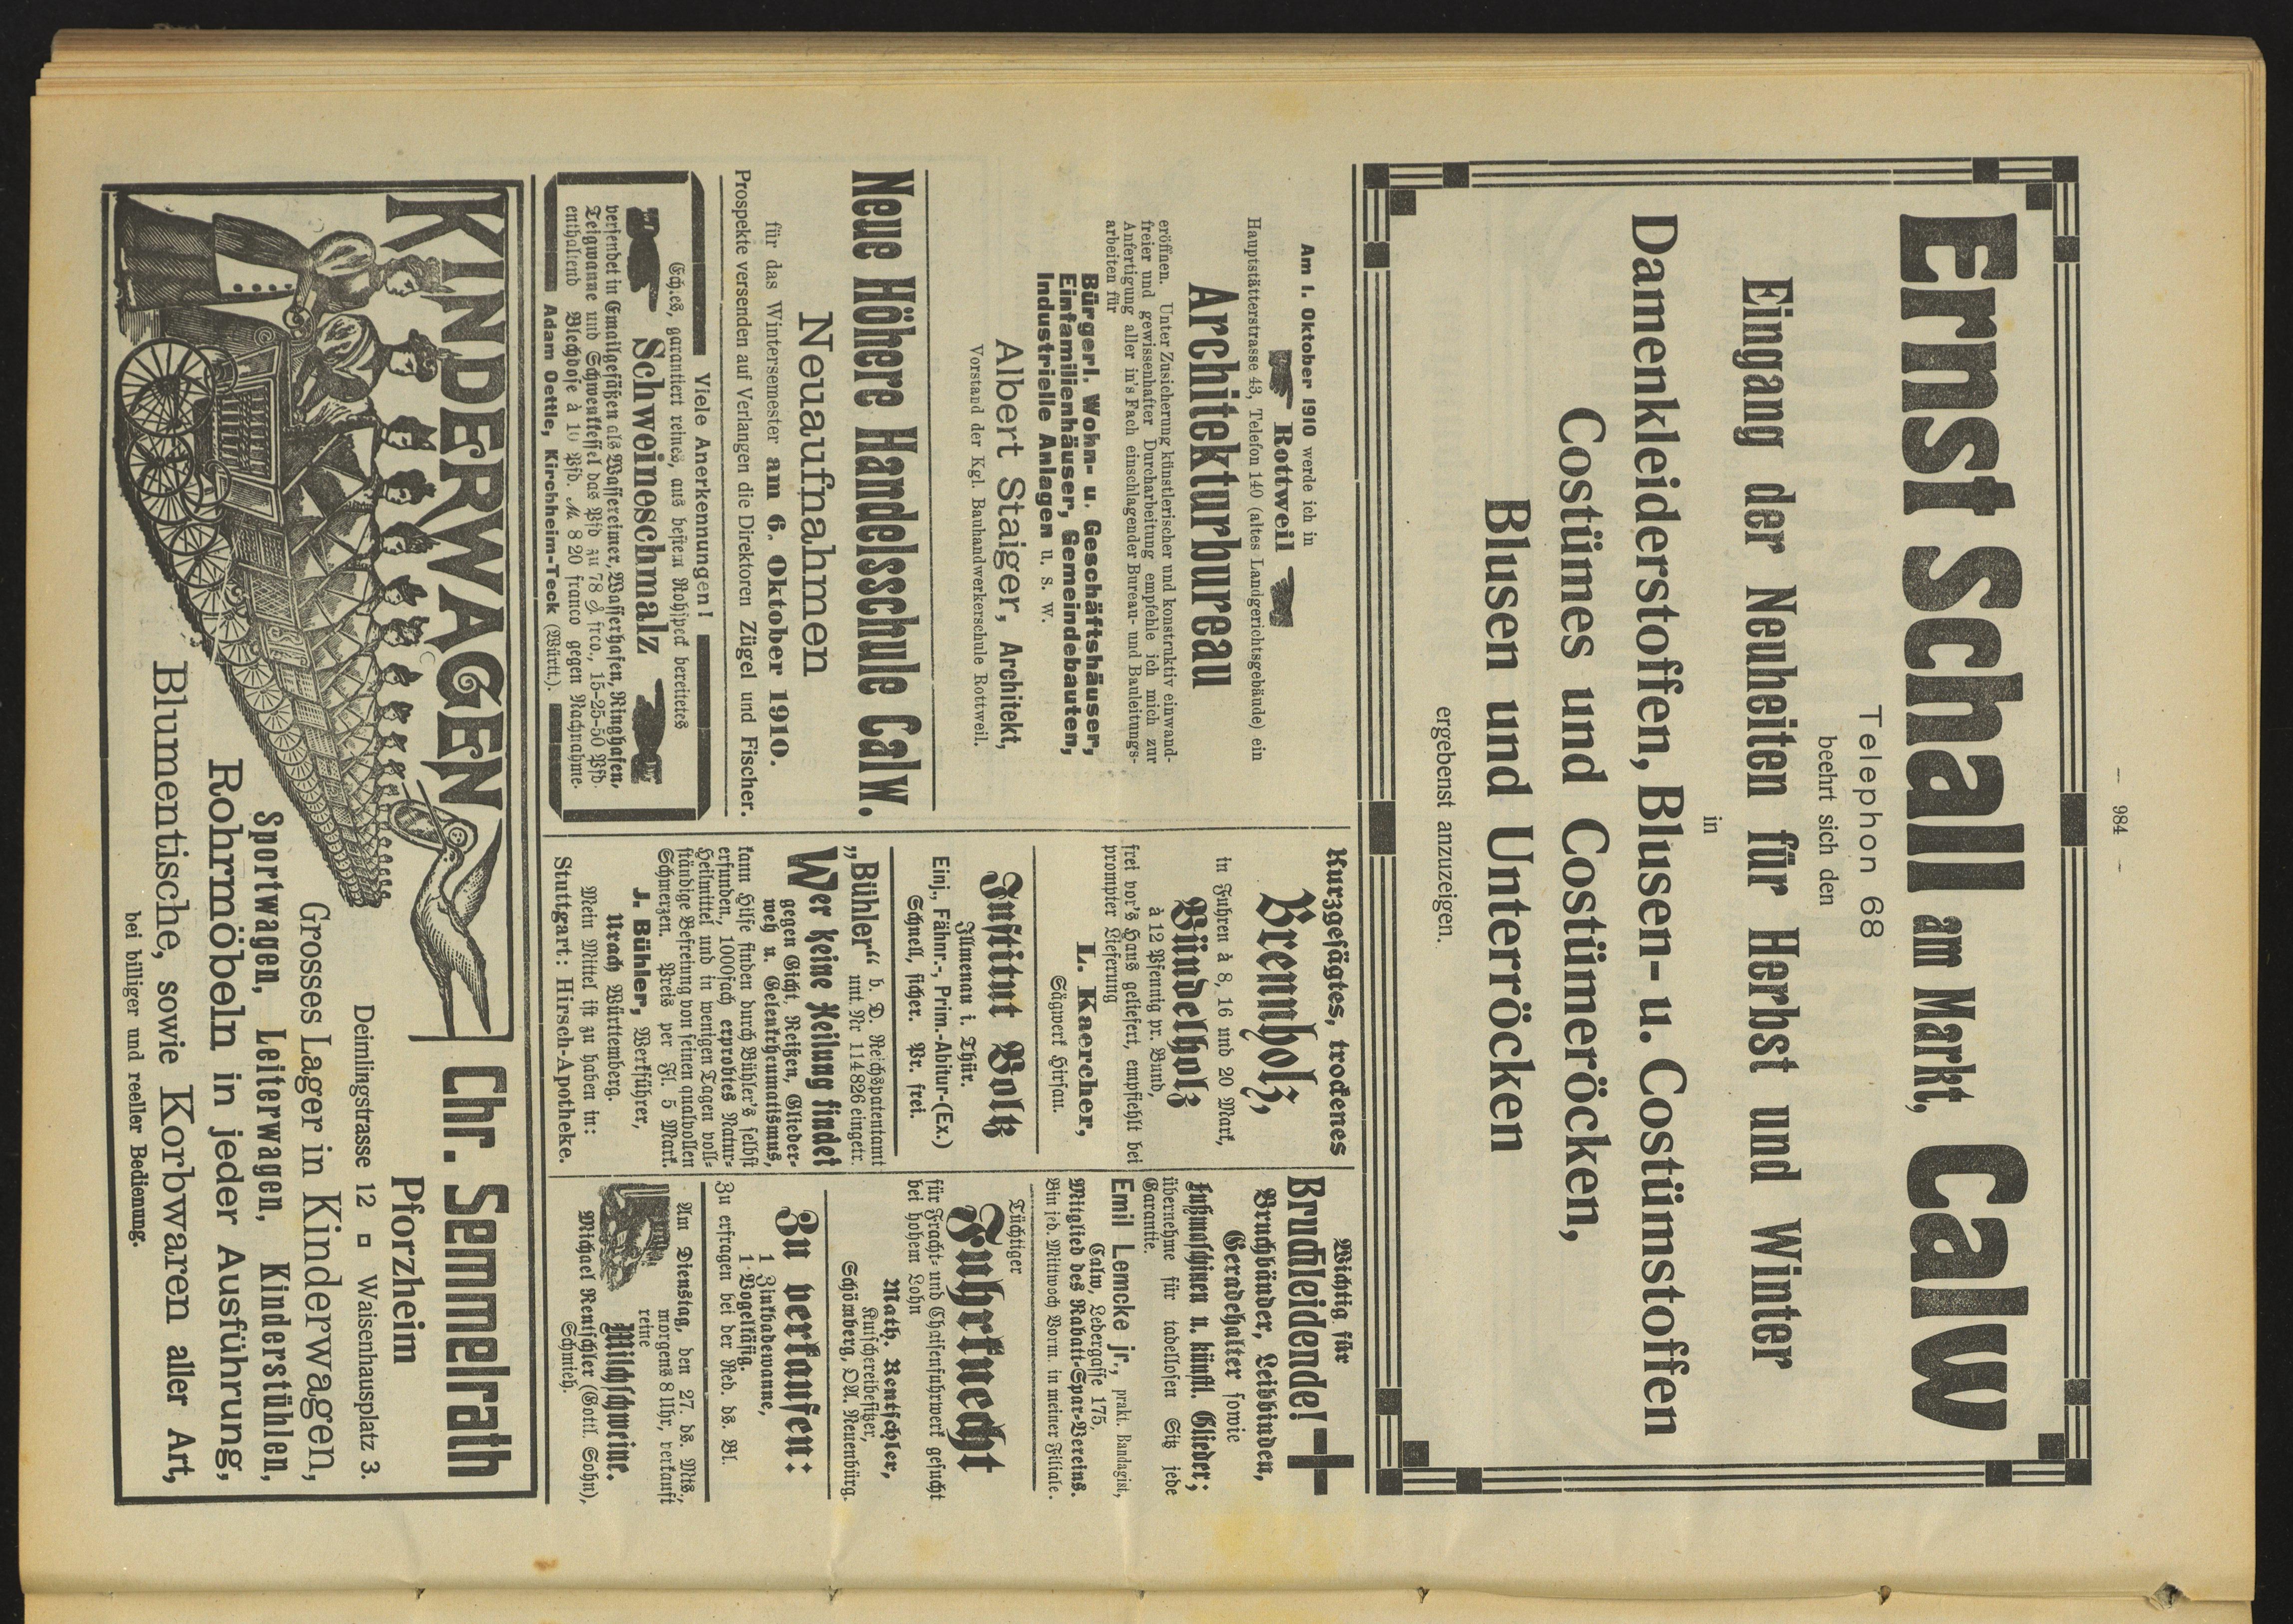 — 984 —
Ernst Schall am Markt, Calw
Telephon 68
beehrt sich den
Eingang der Neuheiten für Herbst und Winter
in
Damenkleiderstoffen, Blusen- u. Costümstoffen
Costümes und Costümeröcken,
Blusen und Unterröcken
ergebenst anzuzeigen.
Am 1. Oktober 1910 werde ich in
Rottweil
Hauptstätterstrasse 43, Telefon 140 (altes Landgerichtsgebäude) ein
Architekturbureau
eröffnen. Unter Zusicherung künstlerischer und konstruktiv einwand-
freier und gewissenhafter Durcharbeitung empfehle ich mich zur
Anfertigung aller in's Fach einschlagender Bureau- und Bauleitungs-
arbeiten für
Bürgerl. Wohn- u. Geschäftshäuser,
Einfamilienhäuser, Gemeindebauten,
Industrielle Anlagen u. s. w.
Albert Staiger, Architekt,
Vorstand der Kgl. Bauhandwerkerschule Rottweil.
Neue Höhere Handelsschule Calw.
Neuaufnahmen
für das Wintersemester am 6. Oktober 1910.
Prospekte versenden auf Verlangen die Direktoren Zügel und Fischer.
Viele Anerkennungen!
Echtes, garantiert reines, aus bestem Rohspeck bereitetes
Schweineschmalz
versendet in Emailgefäßen als Wassereimer, Wasserhafen, Ringhafen,
Teigwanne und Schwenkkessel das Pfd zu 78 ₰ frco., 15-25-50 Pfd.
enthaltend Blechdose à 10 Pfd. M. 8 20 franco gegen Nachnahme.
Adam Oettle, Kirchheim-Teck (Württ.).
Kurzgesägtes, trockenes
Brennholz,
in Fuhren à 8, 16 und 20 Mark,
Bündelholz
à 12 Pfennig pr. Bund,
frei vor's Haus geliefert, empfiehlt bei
prompter Lieferung
L. Kaercher,
Sägwerk Hirsau.
Institut Boltz
Ilmenau i. Thür.
Einj., Fähnr.-, Prim.-Abitur-(Ex.)
Schnell, sicher. Pr. frei.
„Bühler“ b. D. Reichspatentamt
unt. Nr 114826 eingetr.
Wer keine Heilung findet
gegen Gicht, Reißen, Glieder-
weh u. Gelenkrheumatismus,
kann Hilfe finden durch Bühler's selbst
erfunden, 1000fach erprobtes Natur-
Heilmittel und in wenigen Tagen voll-
ständige Befreiung von seinen qualvollen
Schmerzen. Preis per Fl. 5 Mark.
J. Bühler, Werkführer,
Urach Württemberg.
Mein Mittel ist zu haben in:
Stuttgart: Hirsch-Apotheke.
Wichtig für
Bruchleidende!
Bruchbänder, Leibbinden,
Geradehalter sowie
Fußmaschinen u. künstl. Glieder;
übernehme für tadellosen Sitz jede
Garantie.
Emil Lemcke jr., prakt. Bandagist,
Calw, Ledergasse 175,
Mitglied des Rabatt-Spar-Vereins.
Bin jed. Mittwoch Vorm. in meiner Filiale.
Tüchtiger
Fuhrknecht
für Fracht- und Chaisenfuhrwerk gesucht
bei hohem Lohn
Math. Rentschler,
Kutschereibesitzer,
Schömberg, OA. Neuenbürg.
Zu verkaufen:
1 Zinkbadewanne,
1 Vogelkäfig.
Zu erfragen bei der Red. ds. Bl.
Am Dienstag, den 27. ds. Mts.,
morgens 8 Uhr, verkauft
reine
Milchschweine.
Michael Rentschler (Gottl. Sohn),
Schmieh.
KINDERWAGEN
Chr. Semmelrath
Pforzheim
Deimlingstrasse 12 □ Waisenhausplatz 3.
Grosses Lager in Kinderwagen,
Sportwagen, Leiterwagen, Kinderstühlen,
Rohrmöbeln in jeder Ausführung,
Blumentische, sowie Korbwaren aller Art,
bei billiger und reeller Bedienung.